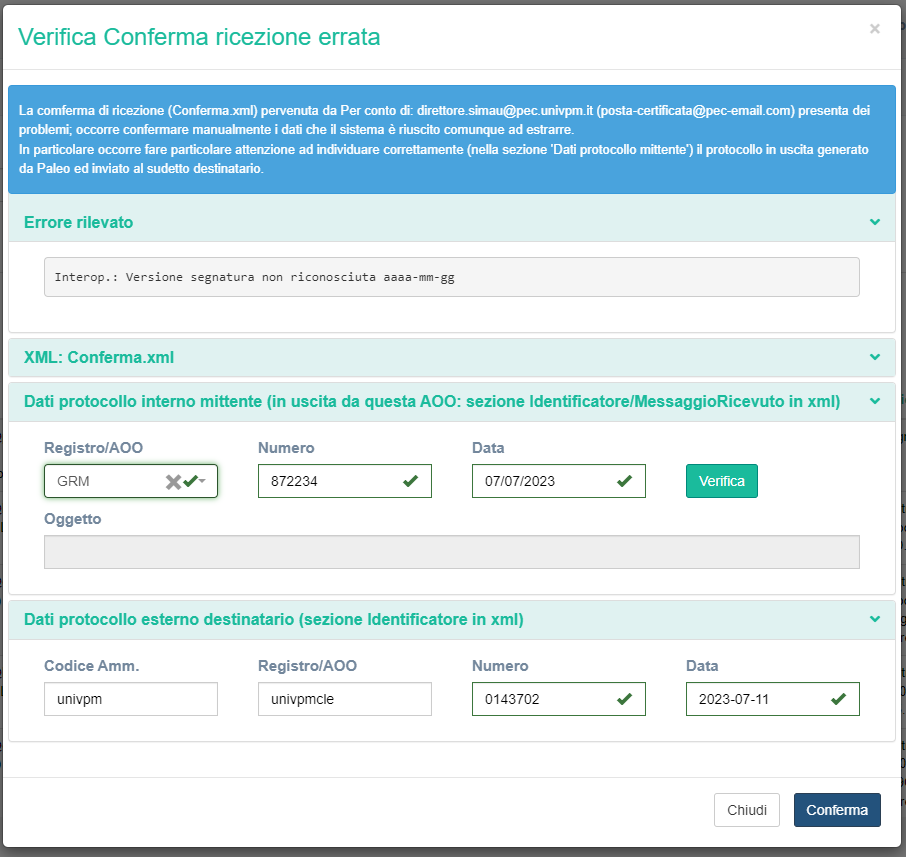 Verifica Conferma ricezione errata
×
La comferma di ricezione (Conferma.xml) pervenuta da Per conto di: direttore.simau@pec.univpm.it (posta-certificata@pec-email.com) presenta dei
problemi; occorre confermare manualmente i dati che il sistema è riuscito comunque ad estrarre.
In particolare occorre fare particolare attenzione ad individuare correttamente (nella sezione 'Dati protocollo mittente') il protocollo in uscita generato
da Paleo ed inviato al sudetto destinatario.
Errore rilevato
Interop.: Versione segnatura non riconosciuta aaaa-mm-gg
XML: Conferma.xml
Dati protocollo interno mittente (in uscita da questa AOO: sezione Identificatore/MessaggioRicevuto in xml)
Registro/AOO Numero Data
GRM 872234 07/07/2023 Verifica
Oggetto
Dati protocollo esterno destinatario (sezione Identificatore in xml)
Codice Amm. Registro/AOO Numero Data
univpm univpmcle 0143702 2023-07-11
Chiudi Conferma